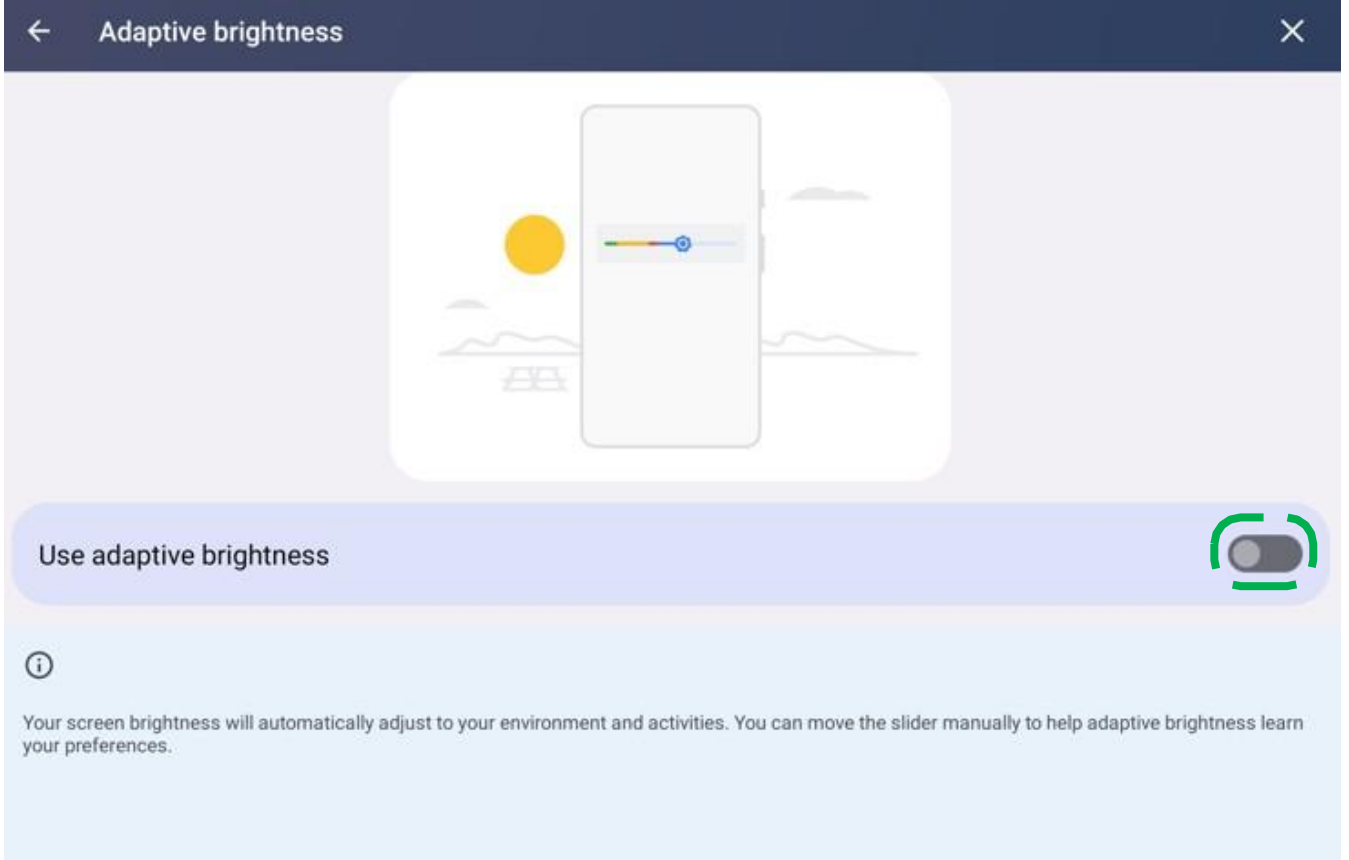 Adaptive brightness
Use adaptive brightness
Your screen brightness will automatically adjust to your environment and activities. You can move the slider manually to help adaptive brightness learn
your preferences.